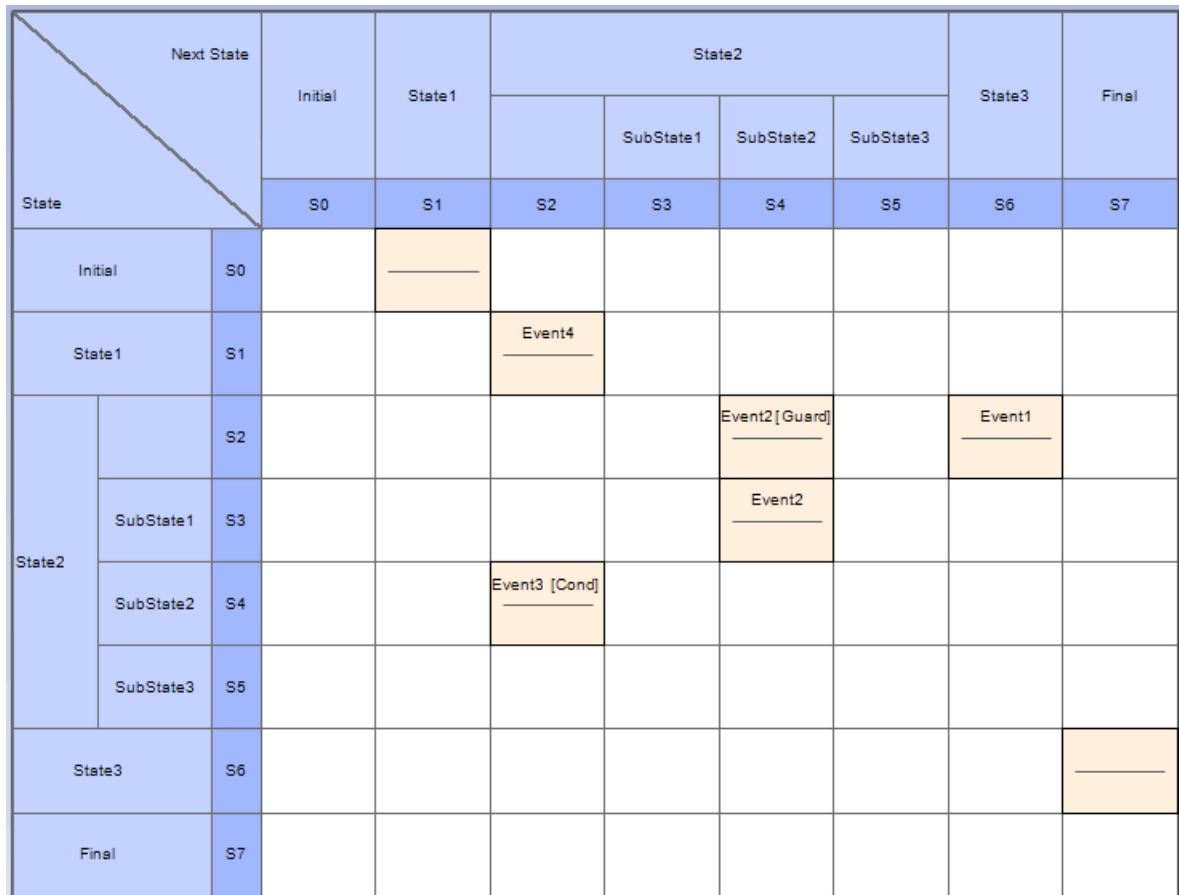 Next State
State2
Initial
State1
State3
Final
SubState1
SubState2
SubState3
State
S0
S1
S2
S3
S4
S5
S6
S7
Initial
S0
State1
S1
Event4
State2
S2
Event2[Guard]
Event1
SubState1
S3
Event2
SubState2
S4
Event3 [Cond]
SubState3
S5
State3
S6
Final
S7